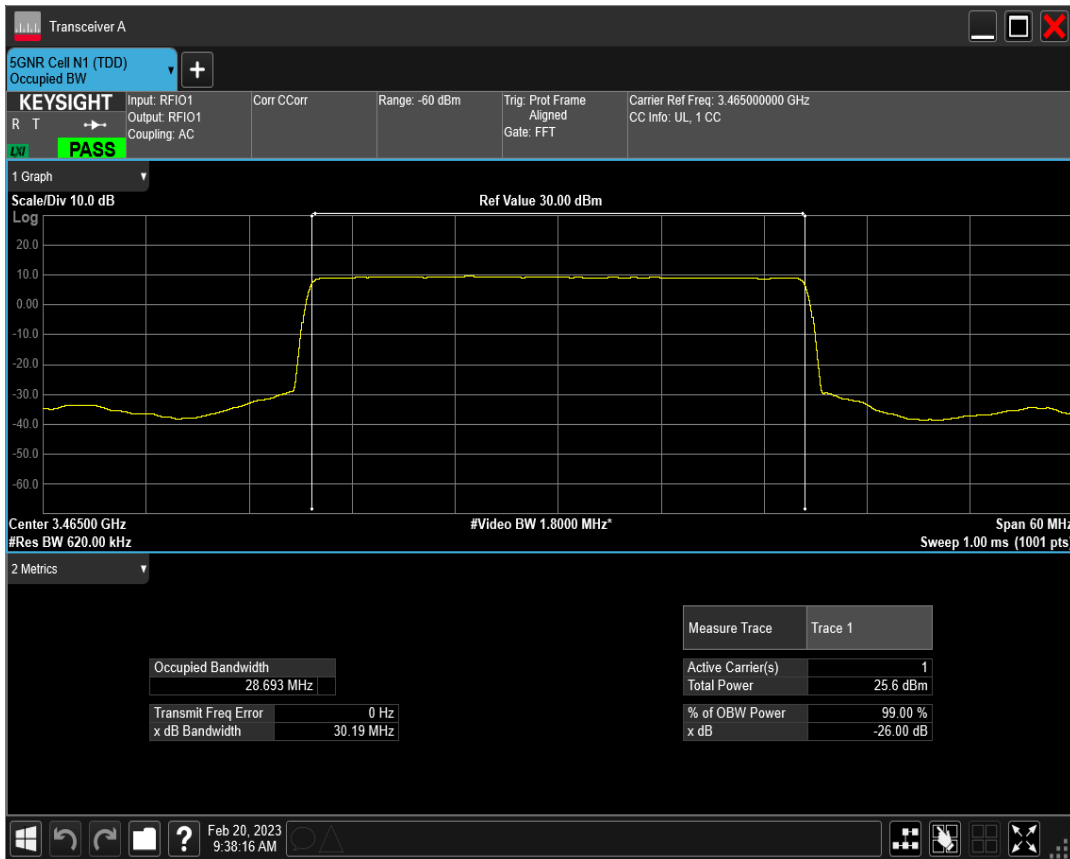 Transceiver A
5GNR Cell N1 (TDD)
Occupied BW
+
KEYSIGHT
R T
LXI
PASS
Input: RFIO1
Output: RFIO1
Coupling: AC
Corr CCorr
Range: -60 dBm
Trig: Prot Frame
Aligned
Gate: FFT
Carrier Ref Freq: 3.465000000 GHz
CC Info: UL, 1 CC
1 Graph
Scale/Div 10.0 dB
Ref Value 30.00 dBm
Log
20.0
10.0
0.00
-10.0
-20.0
-30.0
-40.0
-50.0
-60.0
Center 3.46500 GHz
#Video BW 1.8000 MHz*
Span 60 MHz
#Res BW 620.00 kHz
Sweep 1.00 ms (1001 pts)
2 Metrics
Measure Trace Trace 1
Occupied Bandwidth
28.693 MHz
Active Carrier(s) 1
Total Power 25.6 dBm
Transmit Freq Error 0 Hz
x dB Bandwidth 30.19 MHz
% of OBW Power 99.00 %
x dB -26.00 dB
?
Feb 20, 2023
9:38:16 AM